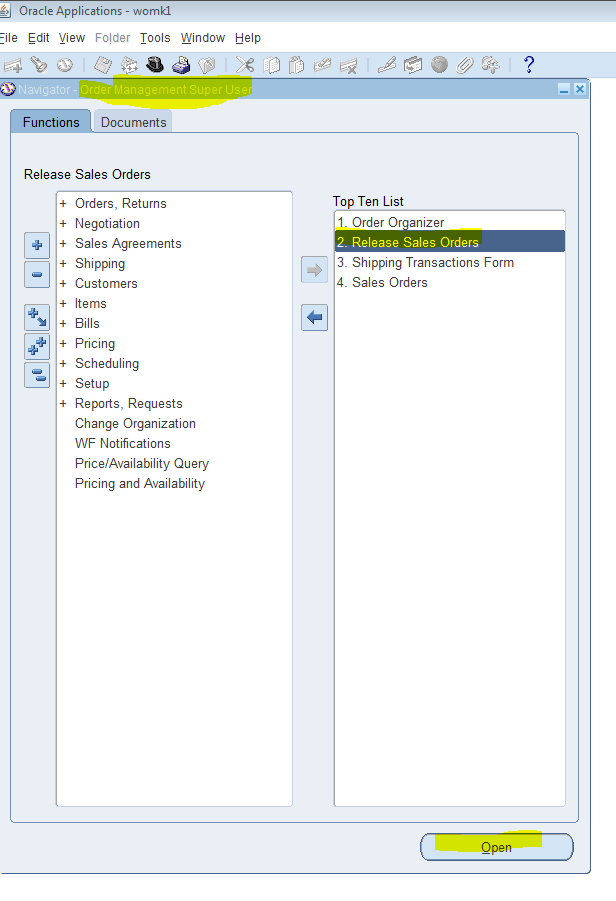 Oracle Applications - womk1
File Edit View Folder Tools Window Help
?
Navigator - Order Management Super User
Functions Documents
Release Sales Orders
+ Orders, Returns
+ Negotiation
+ Sales Agreements
+ Shipping
+ Customers
+ Items
+ Bills
+ Pricing
+ Scheduling
+ Setup
+ Reports, Requests
Change Organization
WF Notifications
Price/Availability Query
Pricing and Availability
Top Ten List
1. Order Organizer
2. Release Sales Orders
3. Shipping Transactions Form
4. Sales Orders
Open